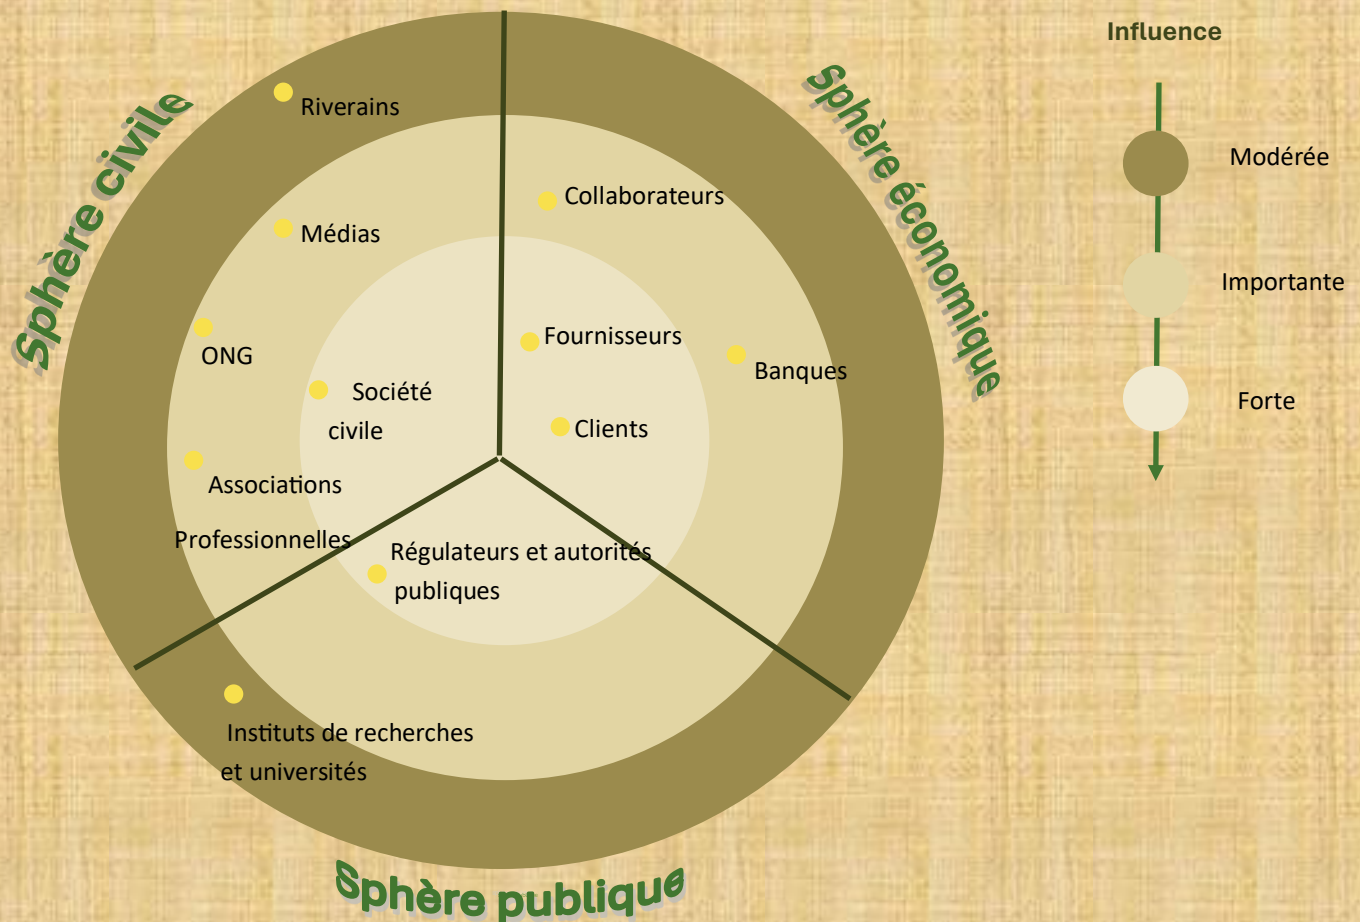 Influence
Sphère civile
Sphère économique
Riverains
Modérée
Collaborateurs
Médias
Importante
Fournisseurs
ONG
Banques
Société
civile
Forte
Clients
Associations
Professionnelles
Régulateurs et autorités
publiques
Instituts de recherches
et universités
Sphère publique